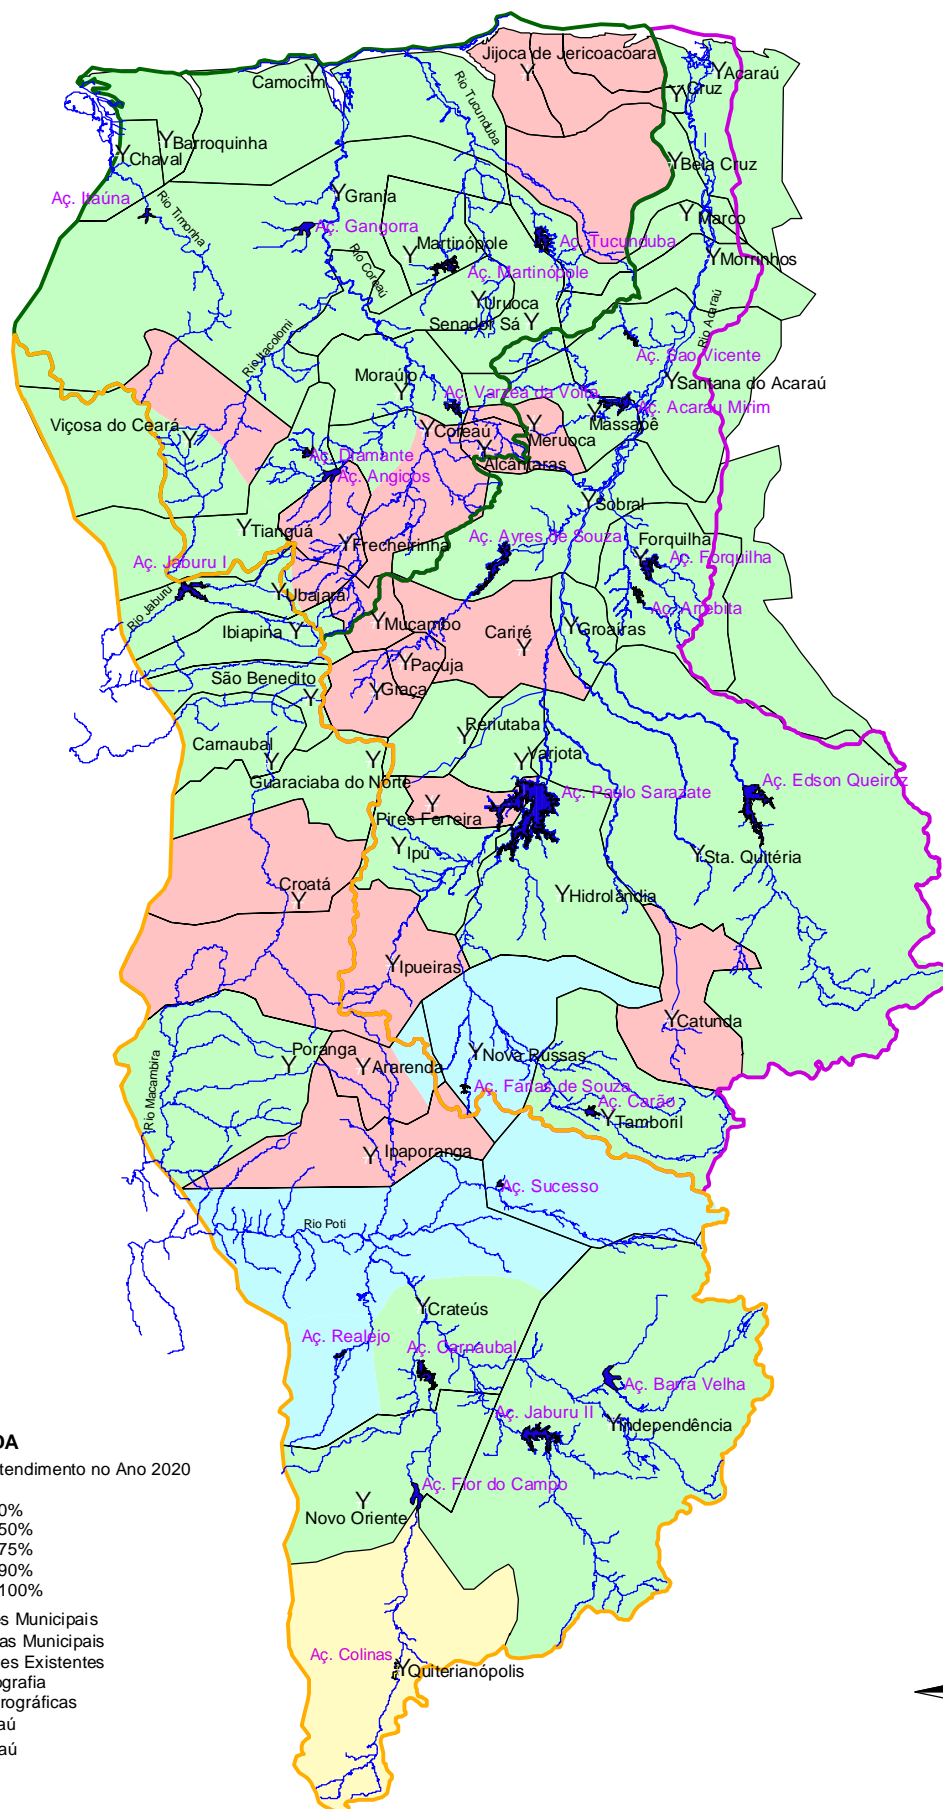 Jijoca de Jericoacoara
Acaraú
Camocim
Cruz
Rio Tucunduba
Barroquinha
Chaval
Bela Cruz
Granja
Aç. Itaúna
Rio Timonha
Marco
Aç. Gangorra
Martinópole
Aç. Tucunduba
Morrinhos
Rio Coreaú
Aç. Martinópole
Uruoca
Senador Sá
Rio Acaraú
Rio Itacolomi
Aç. São Vicente
Moraújo
Santana do Acaraú
Aç. Varzea da Volta
Aç. Acaraú Mirim
Massapê
Viçosa do Ceará
Coreaú
Meruoca
Aç. Diamante
Alcântaras
Aç. Angicos
Sobral
Tianguá
Aç. Ayres de Souza
Forquilha
Frecheirinha
Aç. Forquilha
Aç. Jaburu I
Ubajara
Aç. Arrebita
Rio Jaburu
Ibiapina
Mucambo
Cariré
Groaíras
Pacujá
São Benedito
Graça
Reriutaba
Carnaubal
Varjota
Guaraciaba do Norte
Aç. Edson Queiroz
Aç. Paulo Sarazate
Pires Ferreira
Ipú
Sta. Quitéria
Croatá
Hidrolândia
Ipueiras
Catunda
Poranga
Nova Russas
Ararenda
Rio Macambira
Aç. Farias de Souza
Aç. Carão
Tamboril
Ipaporanga
Aç. Sucesso
Rio Poti
Crateús
Aç. Realejo
Aç. Carnaubal
Aç. Barra Velha
Aç. Jaburu II
Independência
DA
tendimento no Ano 2020
Aç. Flor do Campo
0%
50%
Novo Oriente
75%
90%
100%
s Municipais
as Municipais
es Existentes
Aç. Colinas
Quiterianópolis
ografia
rográficas
aú
aú